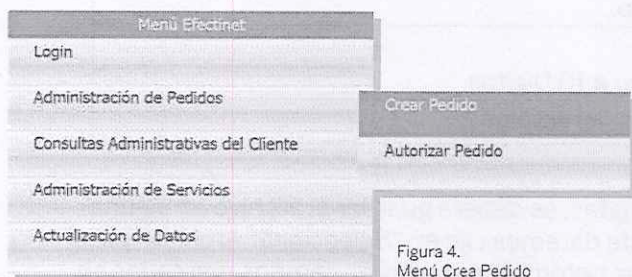 Menú Efectinet
Login
Administración de Pedidos
Crear Pedido
Consultas Administrativas del Cliente
Autorizar Pedido
Administración de Servicios
Actualización de Datos
Figura 4.
Menú Crea Pedido